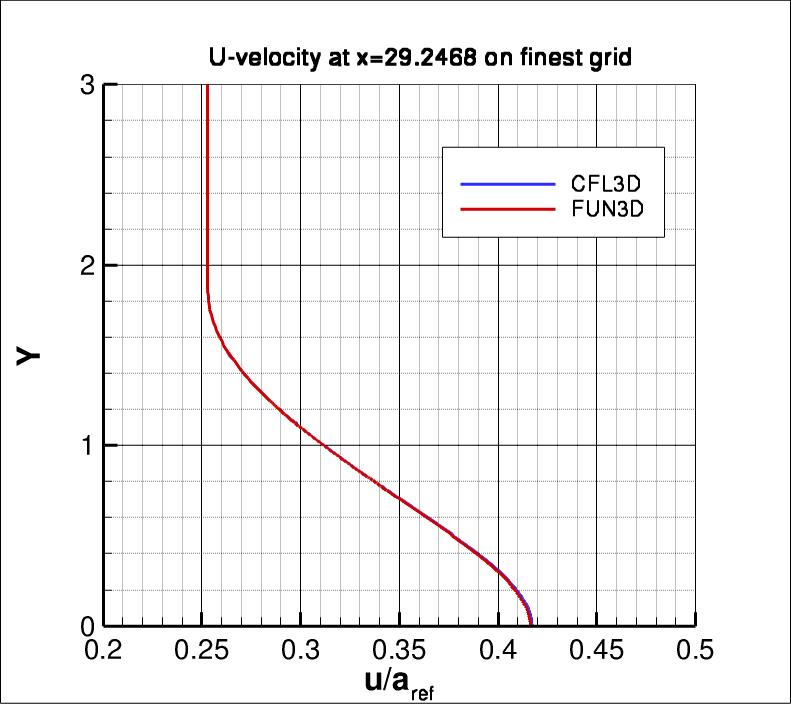 U-velocity at x=29.2468 on finest grid
3
CFL3D
FUN3D
2
Y
1
0
0.2 0.25 0.3 0.35 0.4 0.45 0.5
u/aref